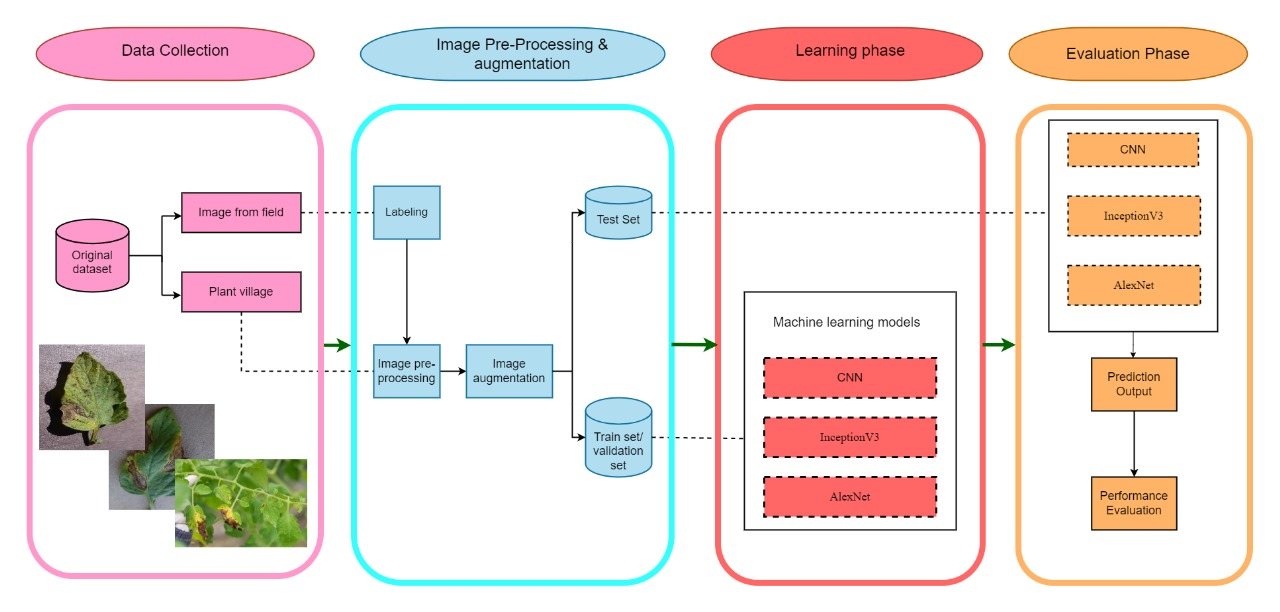 Data Collection
Image Pre-Processing &
augmentation
Learning phase
Evaluation Phase
Original
dataset
Image from field
Plant village
Labeling
Image pre-
processing
Image
augmentation
Test Set
Train set/
validation
set
Machine learning models
CNN
InceptionV3
AlexNet
CNN
InceptionV3
AlexNet
Prediction
Output
Performance
Evaluation